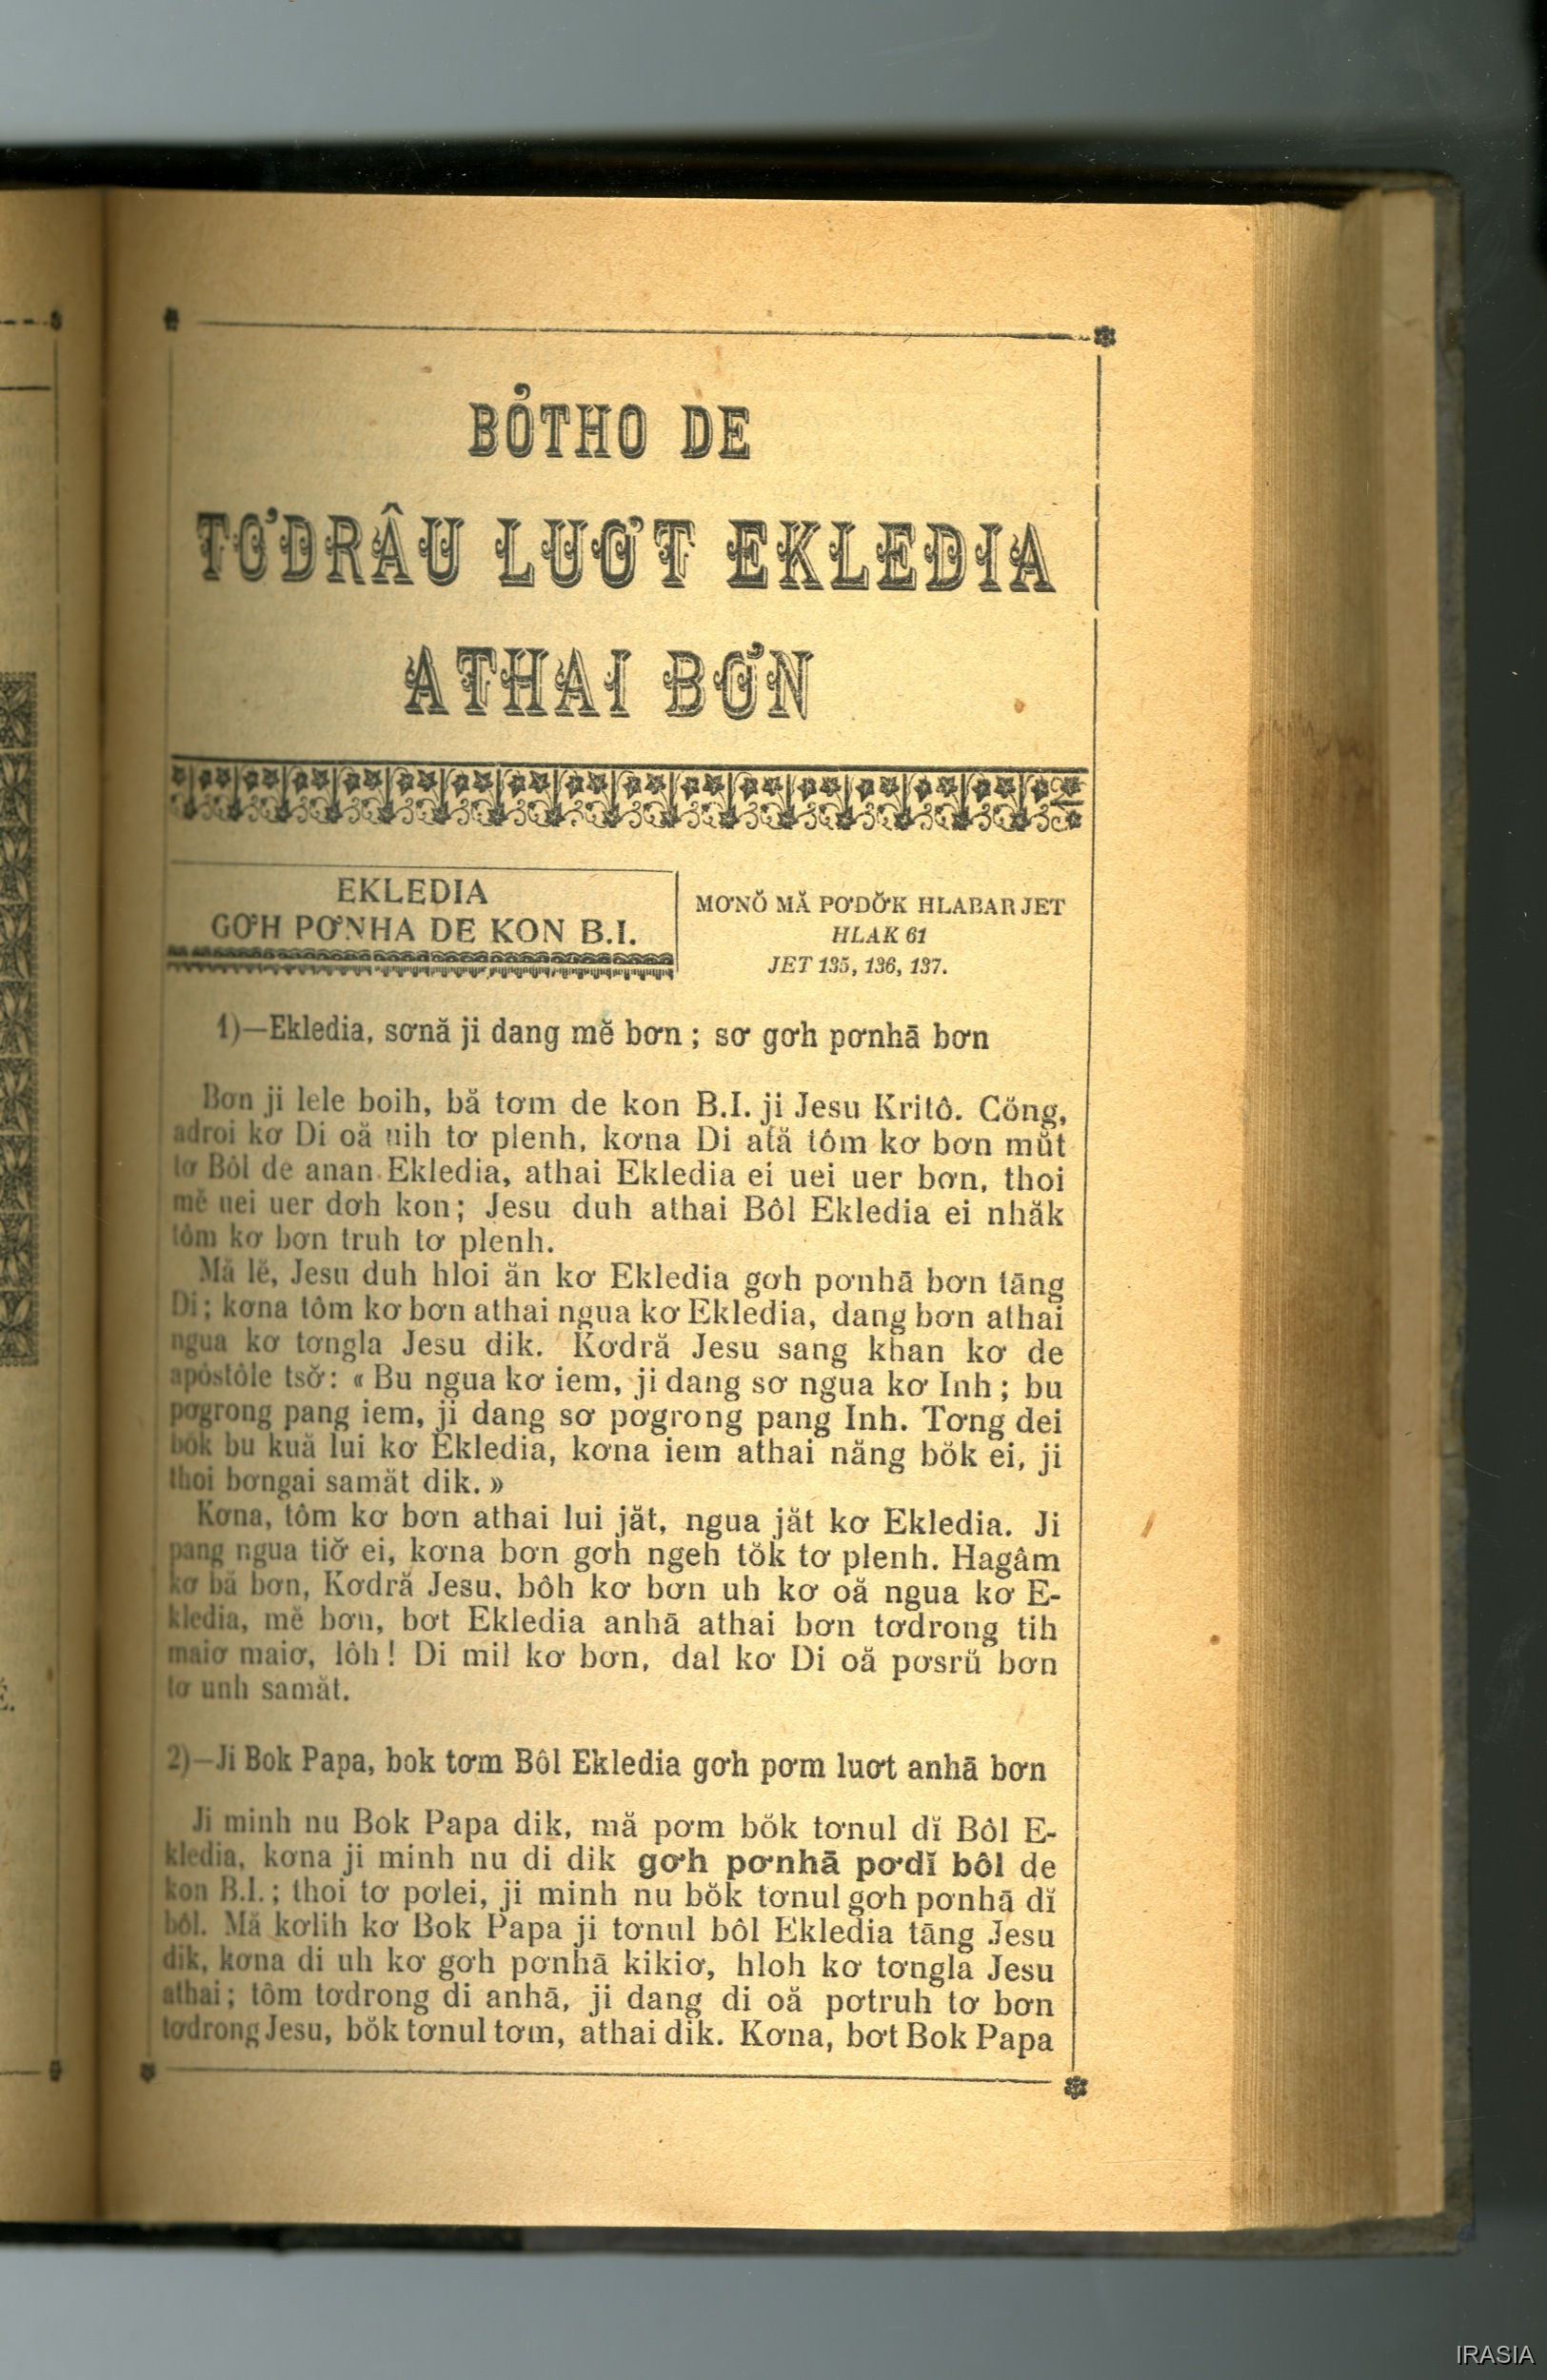 BỎTHO DE
TƠDRÂU LUƠT EKLEDIA
ATHAI BƠN
EKLEDIA
GƠH PƠNHA DE KON B.I.
MƠNŎ MĂ PƠDƠ̆K HLABAR JET
HLAK 61
JET 135, 136, 137.
1)—Ekledia, sơnă ji dang mĕ bơn ; sơ gơh pơnhā bơn
Bơn ji lele boih, bă tơm de kon B.I. ji Jesu Kritô. Cŏng,
adroi kơ Di oă uih tơ plenh, kơna Di ată tôm kơ bơn mŭt
tơ Bôl de anan Ekledia, athai Ekledia ei uei uer bơn, thoi
mĕ uei uer dơh kon; Jesu duh athai Bôl Ekledia ei nhăk
tôm kơ bơn truh tơ plenh.
Mă lĕ, Jesu duh hloi ăn kơ Ekledia gơh pơnhā bơn tāng
Di; kơna tôm kơ bơn athai ngua kơ Ekledia, dang bơn athai
ngua kơ tơngla Jesu dik. Kơdră Jesu sang khan kơ de
apôstôle tsơ̆: « Bu ngua kơ iem, ji dang sơ ngua kơ Inh ; bu
pơgrong pang iem, ji dang sơ pơgrong pang Inh. Tơng dei
bŏk bu kuă lui kơ Ekledia, kơna iem athai năng bŏk ei, ji
thoi bơngai samăt dik. »
Kơna, tôm kơ bơn athai lui jăt, ngua jăt kơ Ekledia. Ji
pang ngua tiơ̆ ei, kơna bơn gơh ngeh tŏk tơ plenh. Hagâm
kơ bă bơn, Kơdră Jesu, bôh kơ bơn uh kơ oă ngua kơ E-
kledia, mĕ bơn, bơt Ekledia anhā athai bơn tơdrong tih
maiơ maiơ, lôh ! Di mil kơ bơn, dal kơ Di oă pơsrŭ bơn
tơ unh samăt.
2)—Ji Bok Papa, bok tơm Bôl Ekledia gơh pơm luơt anhā bơn
Ji minh nu Bok Papa dik, mă pơm bŏk tơnul dĭ Bôl E-
kledia, kơna ji minh nu di dik gơh pơnhā pơdĭ bôl de
kon B.I. ; thoi tơ pơlei, ji minh nu bŏk tơnul gơh pơnhā dĭ
bôl. Mă kơlih kơ Bok Papa ji tơnul bôl Ekledia tāng Jesu
dik, kơna di uh kơ gơh pơnhā kikiơ, hloh kơ tơngla Jesu
athai ; tôm tơdrong di anhā, ji dang di oă pơtruh tơ bơn
tơdrong Jesu, bŏk tơnul tơm, athai dik. Kơna, bơt Bok Papa
IRASIA